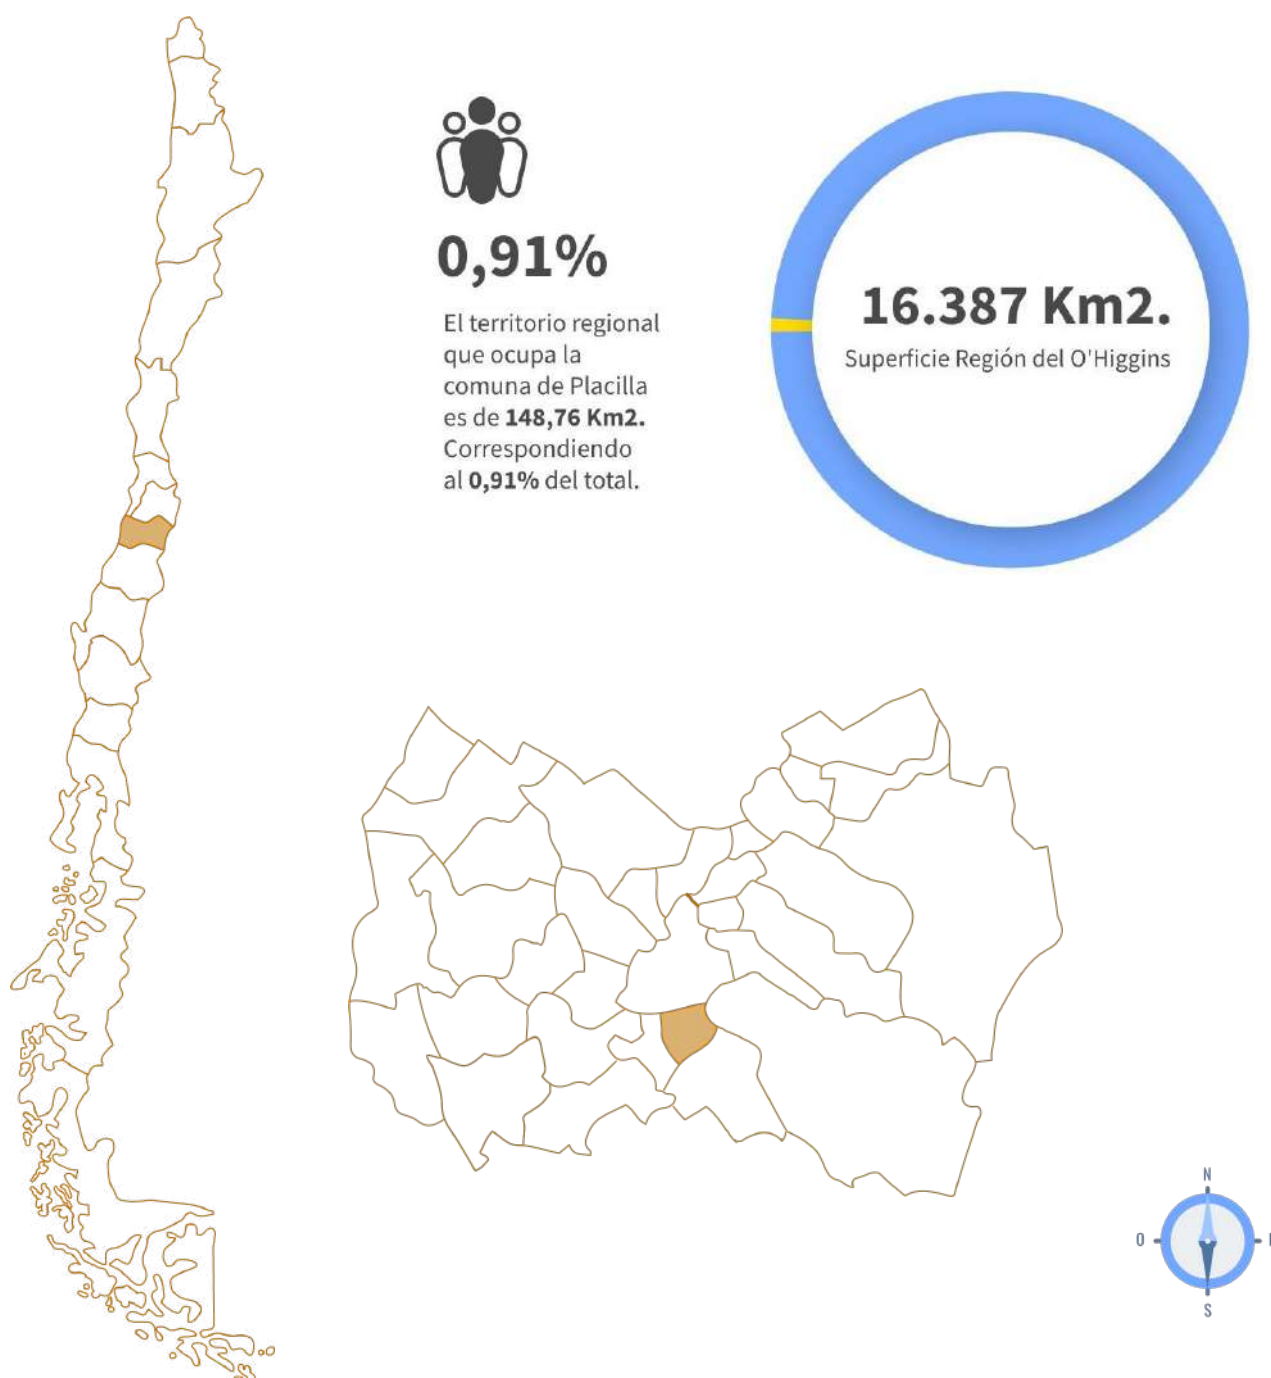 0,91%
El territorio regional
que ocupa la
comuna de Placilla
es de 148,76 Km2.
Correspondiendo
al 0,91% del total.
16.387 Km2.
Superficie Región del O'Higgins
N
O
S